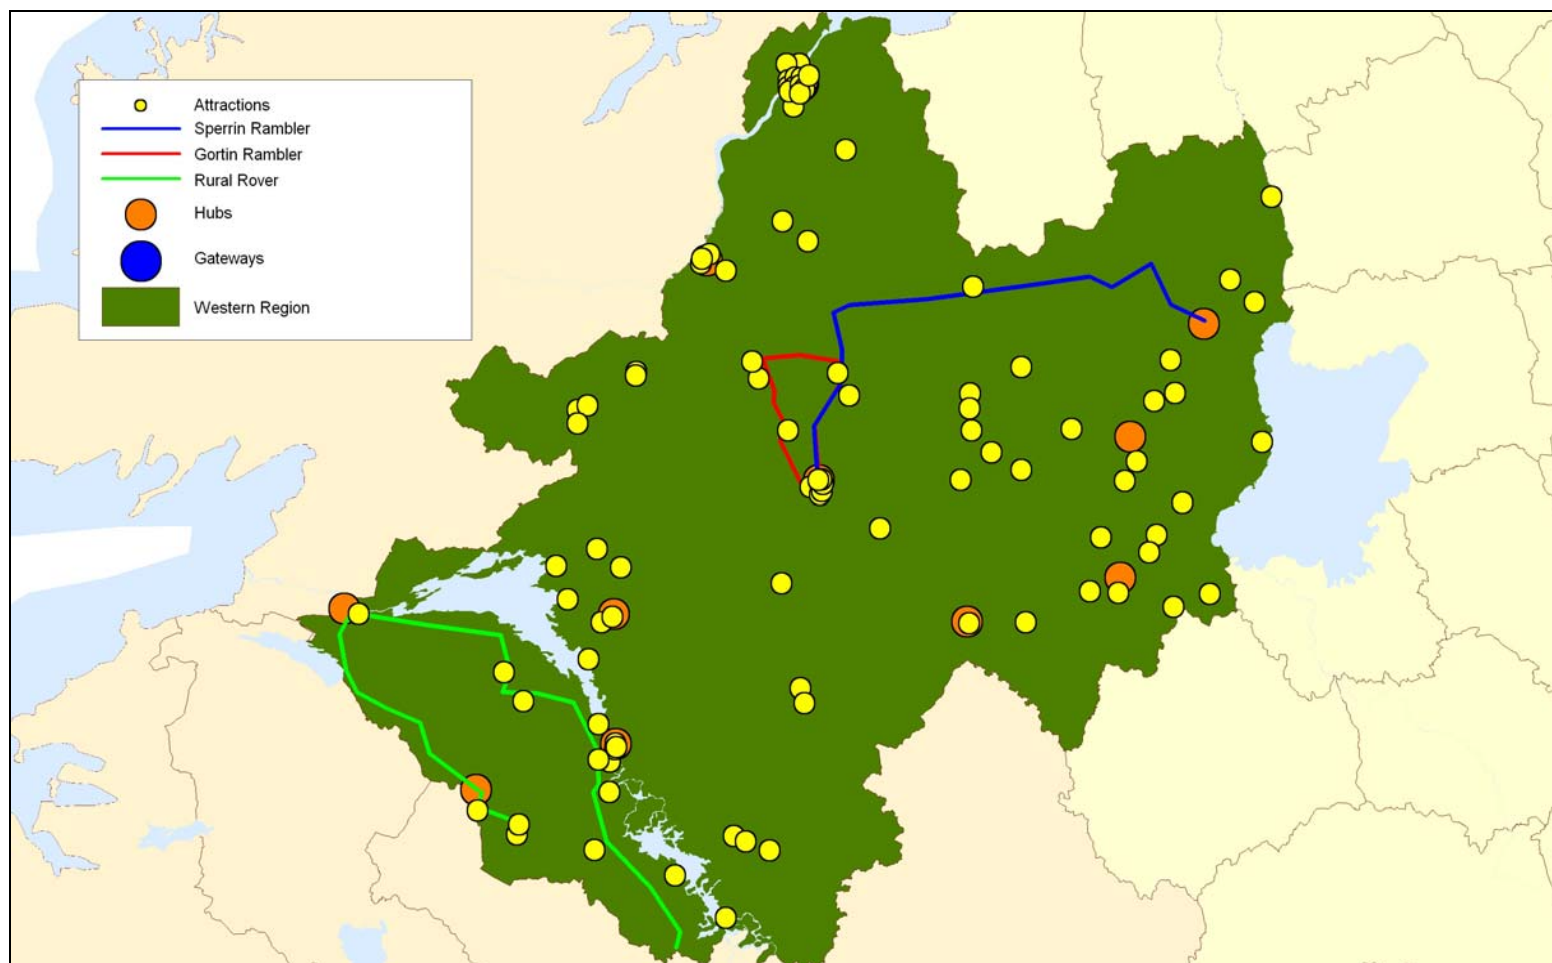 Attractions
Sperrin Rambler
Gortin Rambler
Rural Rover
Hubs
Gateways
Western Region